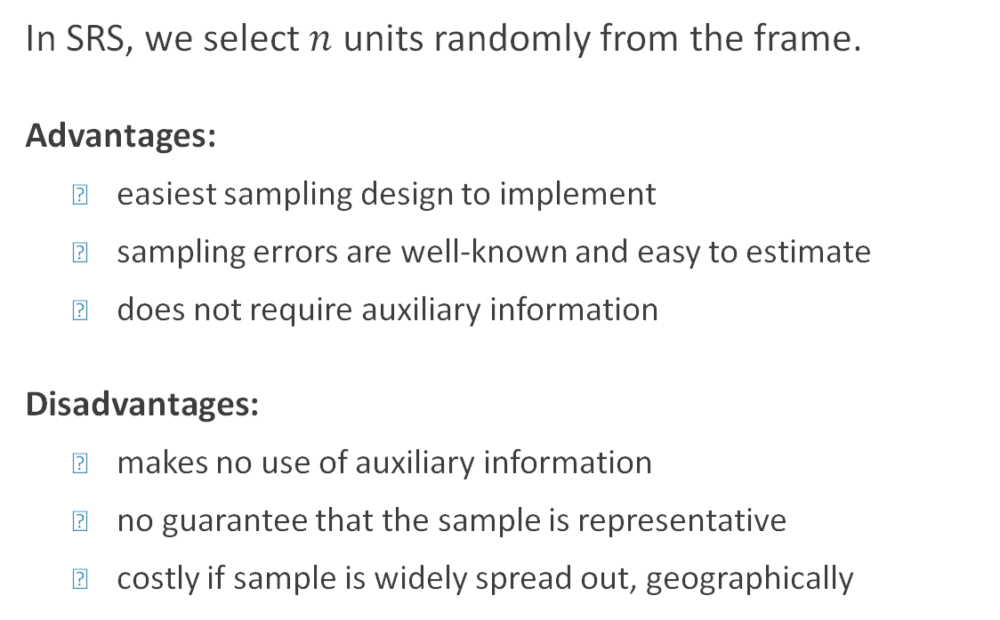 In SRS, we select n units randomly from the frame.
Advantages:
easiest sampling design to implement
sampling errors are well-known and easy to estimate
does not require auxiliary information
Disadvantages:
makes no use of auxiliary information
no guarantee that the sample is representative
costly if sample is widely spread out, geographically